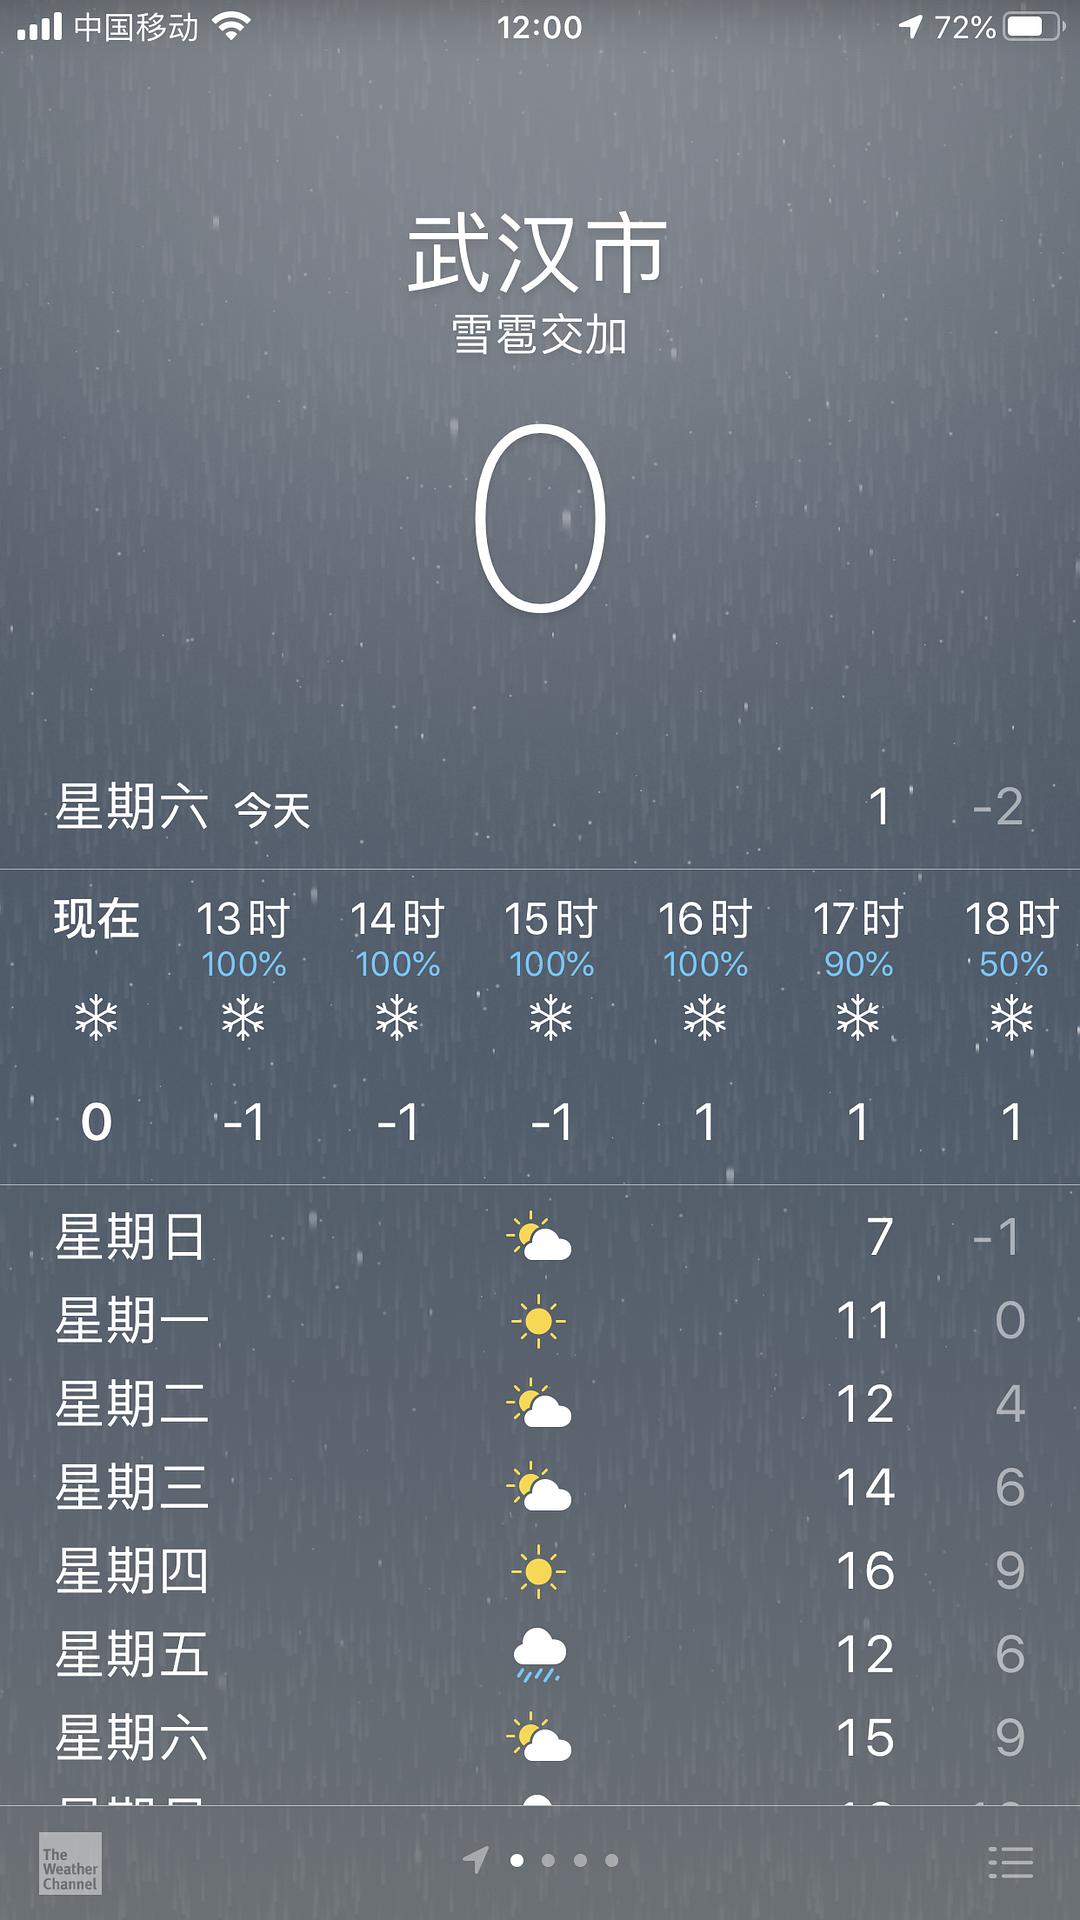 中国移动 12:00 72%
武汉市
雪雹交加
0
星期六 今天 1 -2
现在 13时 14时 15时 16时 17时 18时
100% 100% 100% 100% 90% 50%
0 -1 -1 -1 1 1 1
星期日 7 -1
星期一 11 0
星期二 12 4
星期三 14 6
星期四 16 9
星期五 12 6
星期六 15 9
The
Weather
Channel